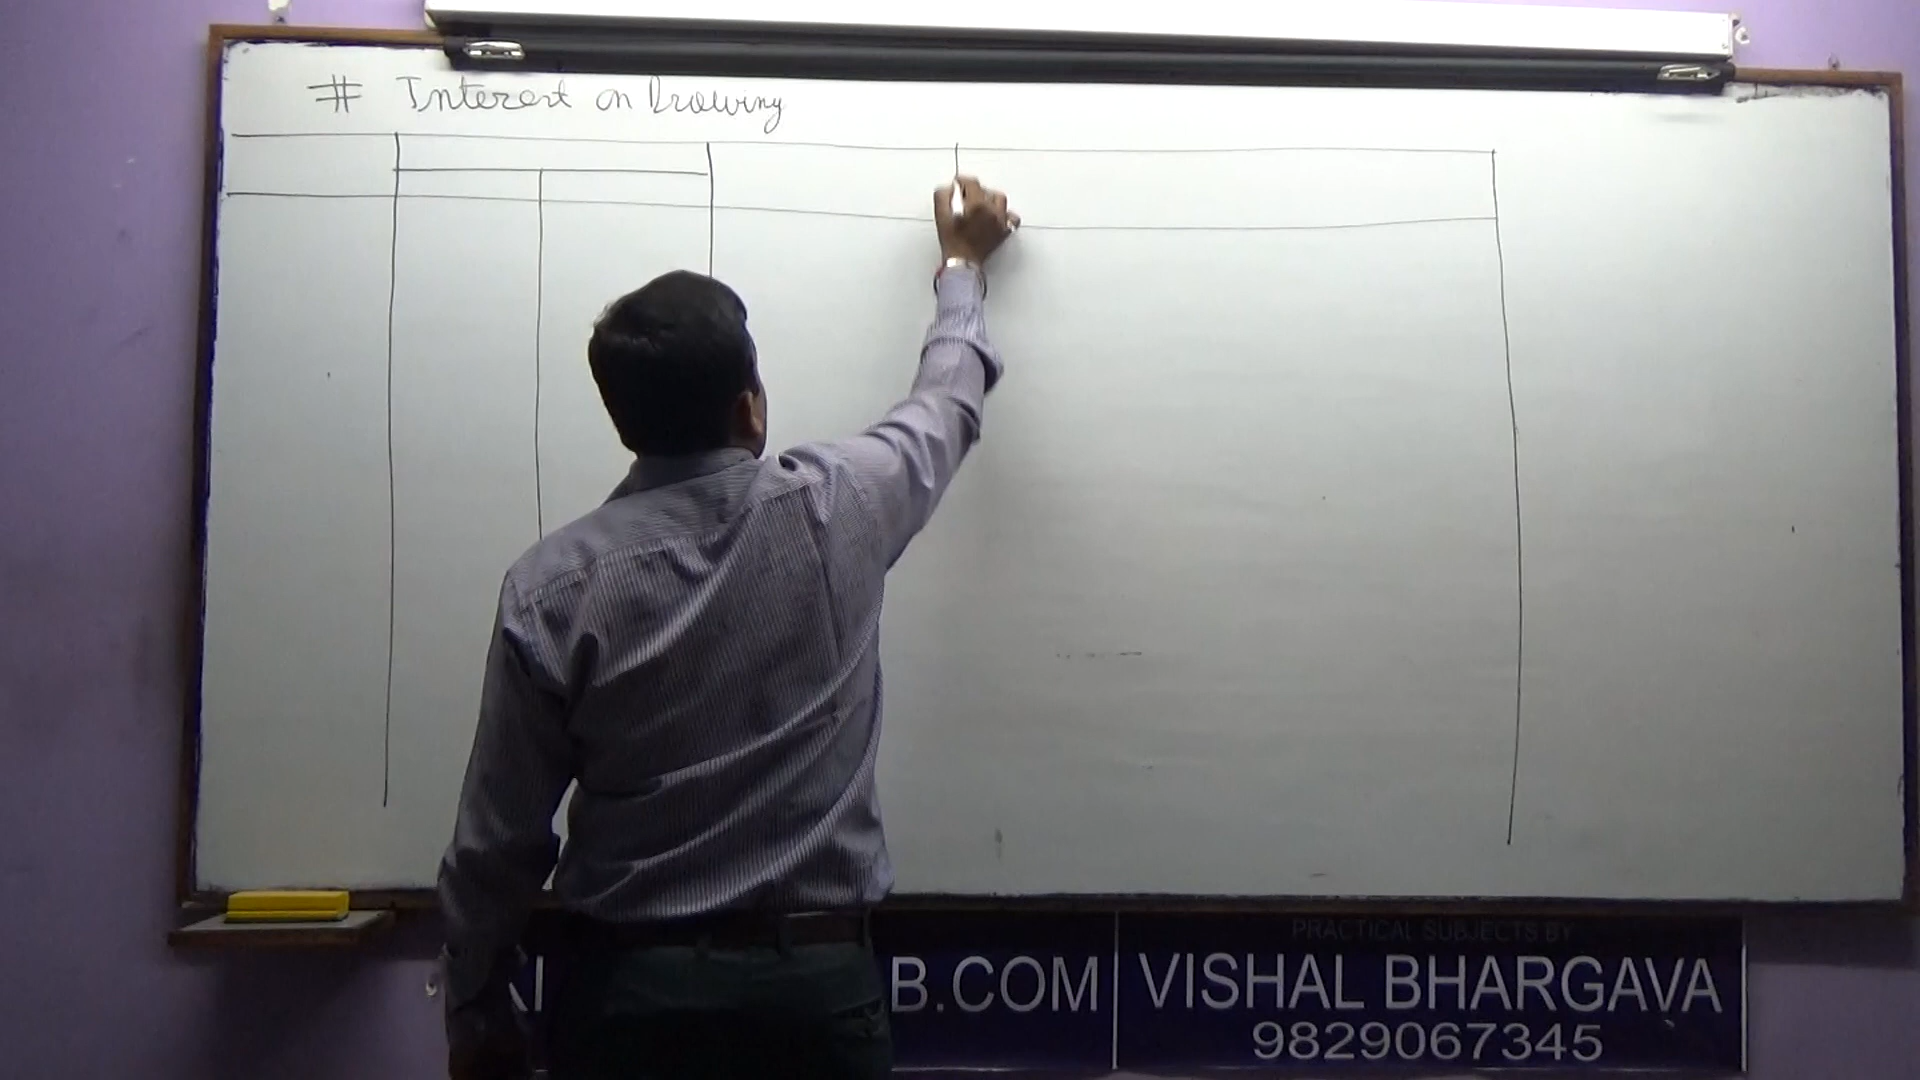 # Interest on Drawing
PRACTICAL SUBJECTS BY
B.COM
VISHAL BHARGAVA
9829067345